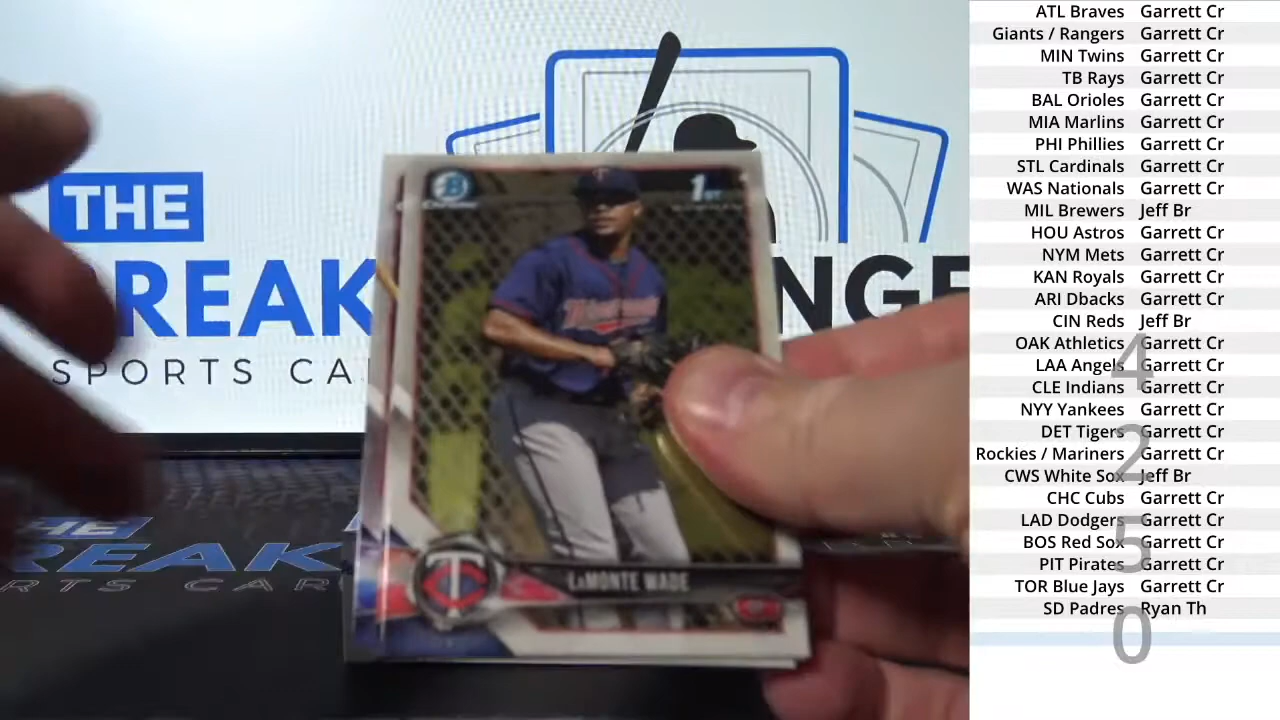 THE
REAK
NGE
SPORTS CA
B
1ST
LaMONTE WADE
T
C
THE
REAK
RTS CAR
ATL Braves Garrett Cr
Giants / Rangers Garrett Cr
MIN Twins Garrett Cr
TB Rays Garrett Cr
BAL Orioles Garrett Cr
MIA Marlins Garrett Cr
PHI Phillies Garrett Cr
STL Cardinals Garrett Cr
WAS Nationals Garrett Cr
MIL Brewers Jeff Br
HOU Astros Garrett Cr
NYM Mets Garrett Cr
KAN Royals Garrett Cr
ARI Dbacks Garrett Cr
CIN Reds Jeff Br
OAK Athletics Garrett Cr
LAA Angels Garrett Cr
CLE Indians Garrett Cr
NYY Yankees Garrett Cr
DET Tigers Garrett Cr
Rockies / Mariners Garrett Cr
CWS White Sox Jeff Br
CHC Cubs Garrett Cr
LAD Dodgers Garrett Cr
BOS Red Sox Garrett Cr
PIT Pirates Garrett Cr
TOR Blue Jays Garrett Cr
SD Padres Ryan Th
4
2
5
0